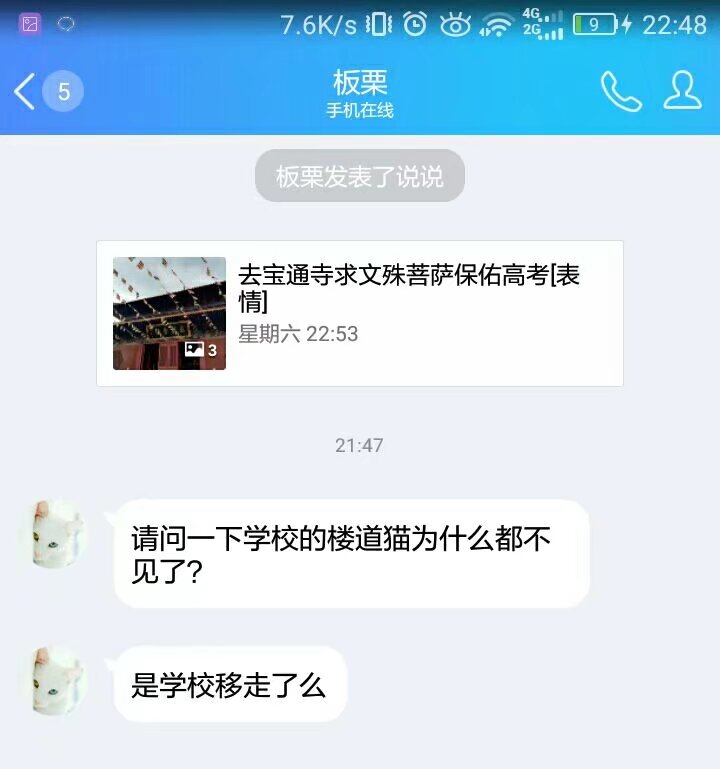 7.6K/s 4G 2G 9 22:48
5
板栗
手机在线
板栗发表了说说
去宝通寺求文殊菩萨保佑高考[表
情]
3
星期六 22:53
21:47
请问一下学校的楼道猫为什么都不
见了?
是学校移走了么